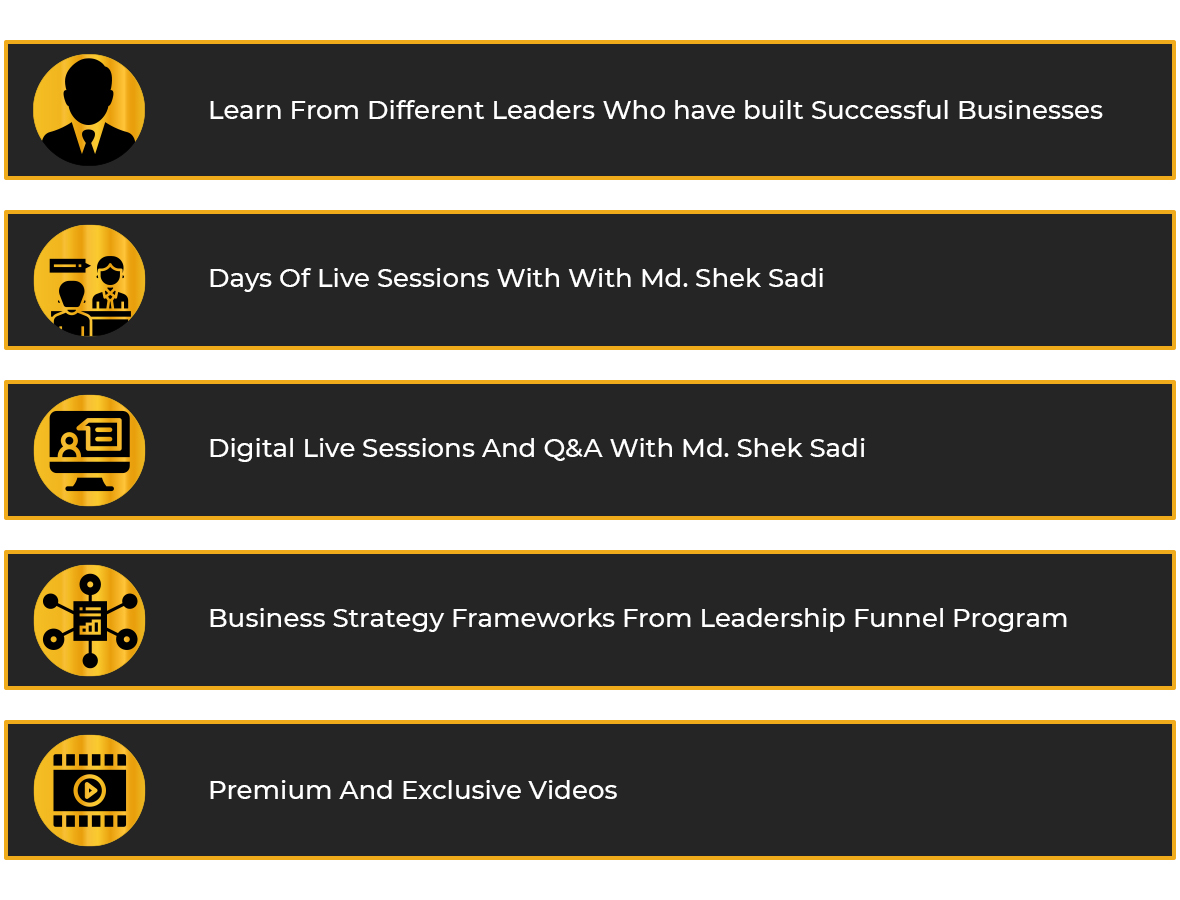 Learn From Different Leaders Who have built Successful Businesses
Days Of Live Sessions With With Md. Shek Sadi
Digital Live Sessions And Q&A With Md. Shek Sadi
Business Strategy Frameworks From Leadership Funnel Program
Premium And Exclusive Videos